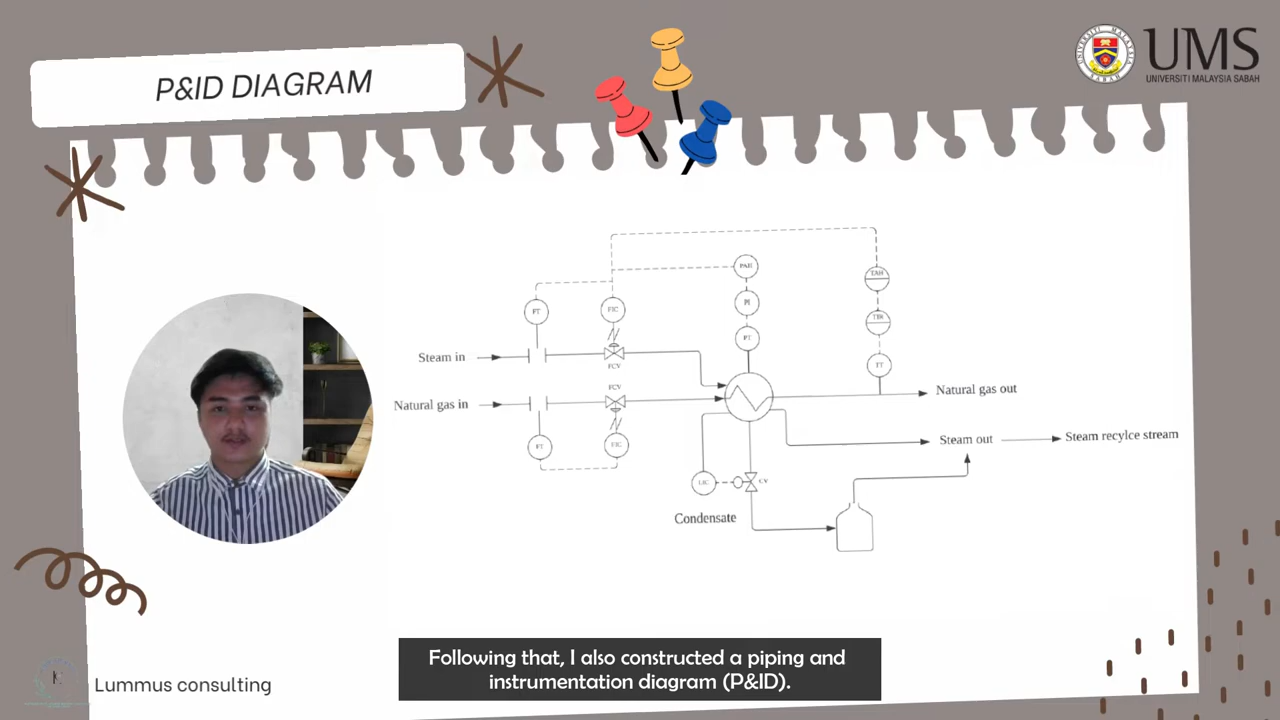 P&ID DIAGRAM
UMS
UNIVERSITI MALAYSIA SABAH
PAH
TAH
FT
FIC
PI
TIR
PT
TT
Steam in
FCV
FCV
Natural gas in
Natural gas out
FT
FIC
Steam out
Steam recylce stream
LIC
CV
Condensate
Following that, I also constructed a piping and
instrumentation diagram (P&ID).
Lummus consulting